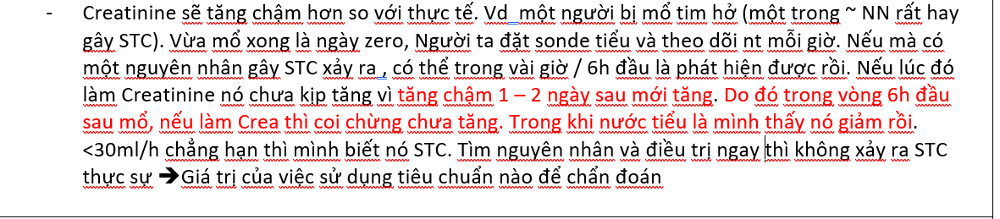 - Creatinine sẽ tăng chậm hơn so với thực tế. Vd một người bị mổ tim hở (một trong ~ NN rất hay
gây STC). Vừa mổ xong là ngày zero, Người ta đặt sonde tiểu và theo dõi nt mỗi giờ. Nếu mà có
một nguyên nhân gây STC xảy ra , có thể trong vài giờ / 6h đầu là phát hiện được rồi. Nếu lúc đó
làm Creatinine nó chưa kịp tăng vì tăng chậm 1 – 2 ngày sau mới tăng. Do đó trong vòng 6h đầu
sau mổ, nếu làm Crea thì coi chừng chưa tăng. Trong khi nước tiểu là mình thấy nó giảm rồi.
<30ml/h chẳng hạn thì mình biết nó STC. Tìm nguyên nhân và điều trị ngay thì không xảy ra STC
thực sự ➔Giá trị của việc sử dụng tiêu chuẩn nào để chẩn đoán